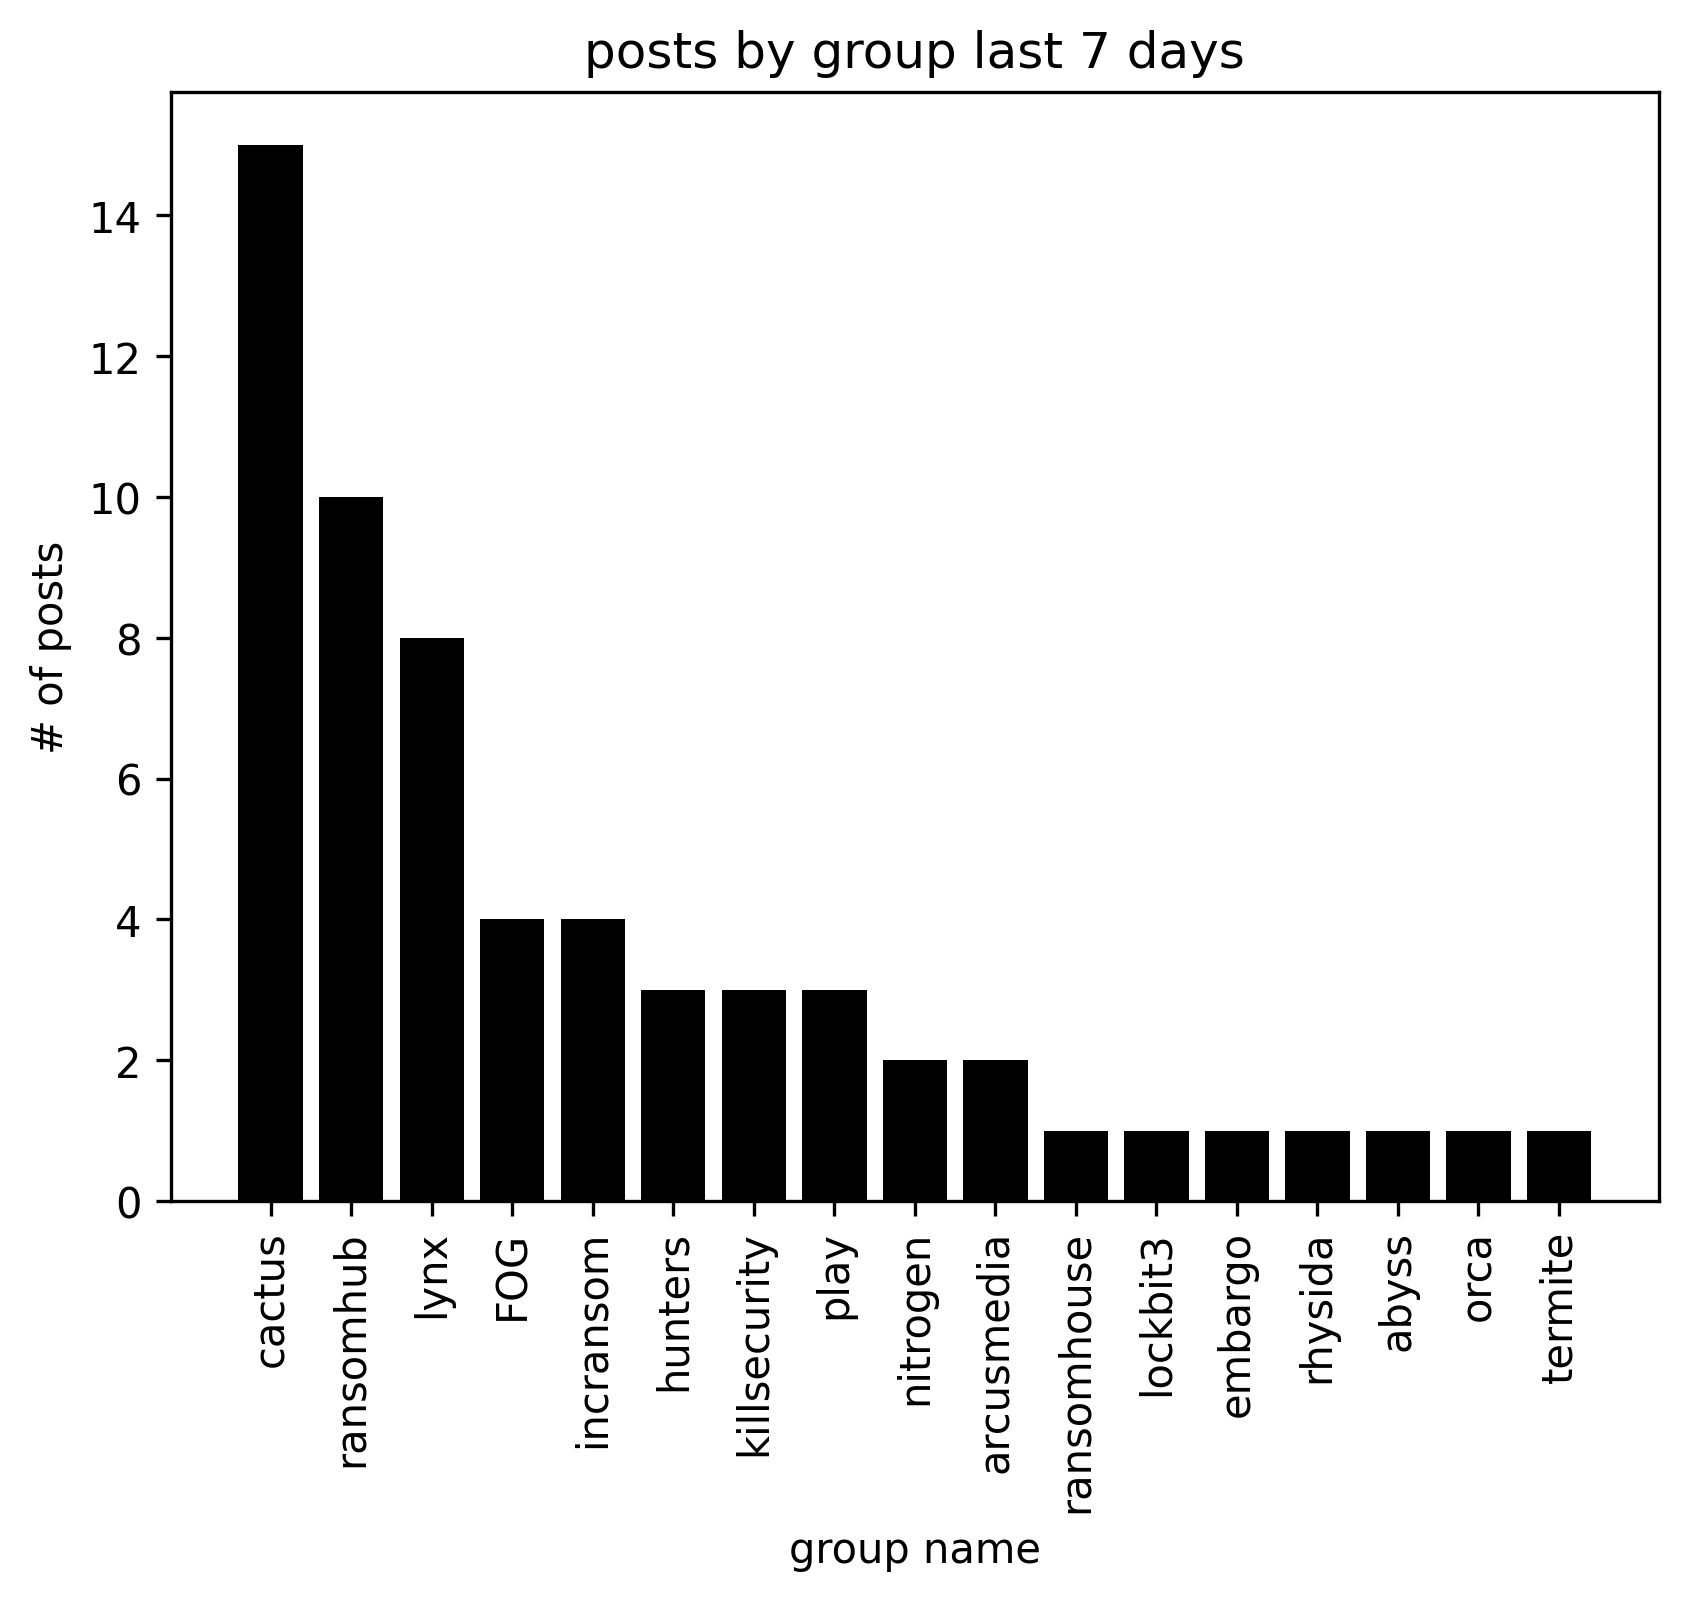 posts by group last 7 days
14
12
10
8
6
4
2
0
# of posts
cactus
ransomhub
lynx
FOG
incransom
hunters
killsecurity
play
nitrogen
arcusmedia
ransomhouse
lockbit3
embargo
rhysida
abyss
orca
termite
group name